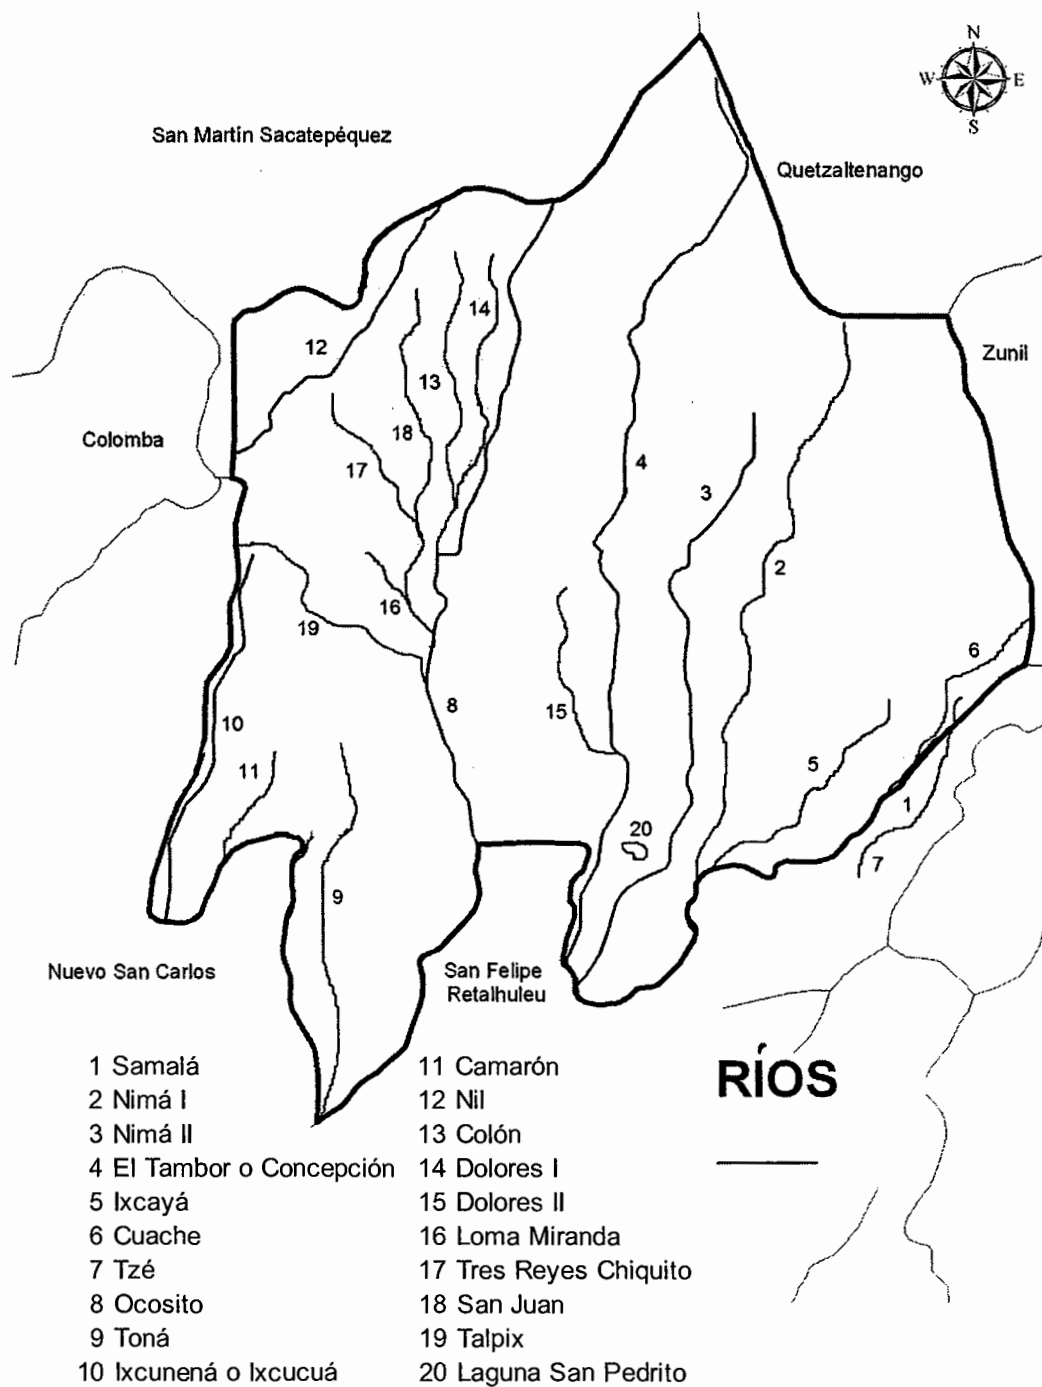 N
W E
S
San Martín Sacatepéquez
Quetzaltenango
Zunil
Colomba
14
12
13
18
17
4
3
2
16
19
6
8
15
10
11
5
1
20
7
9
Nuevo San Carlos
San Felipe
Retalhuleu
RÍOS
1 Samalá
2 Nimá I
3 Nimá II
4 El Tambor o Concepción
5 Ixcayá
6 Cuache
7 Tzé
8 Ocosito
9 Toná
10 Ixcunená o Ixcucuá
11 Camarón
12 Nil
13 Colón
14 Dolores I
15 Dolores II
16 Loma Miranda
17 Tres Reyes Chiquito
18 San Juan
19 Talpix
20 Laguna San Pedrito